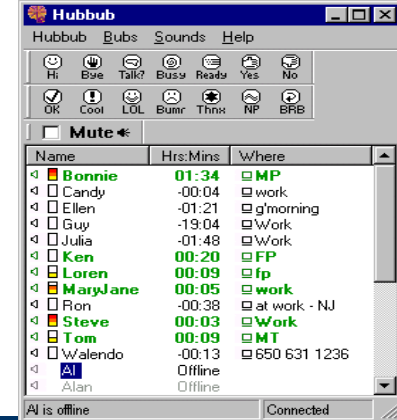 Hubbub
Hubbub Bubs Sounds Help
Hi Bye Talk? Busy Ready Yes No
OK Cool LOL Bumr Thnx NP BRB
Mute
Name Hrs:Mins Where
Bonnie 01:34 MP
Candy -00:04 work
Ellen -01:21 g'morning
Guy -19:04 Work
Julia -01:48 Work
Ken 00:20 FP
Loren 00:09 fp
MaryJane 00:05 work
Ron -00:38 at work - NJ
Steve 00:03 Work
Tom 00:09 MT
Walendo -00:13 650 631 1236
Al Offline
Alan Offline
Al is offline Connected